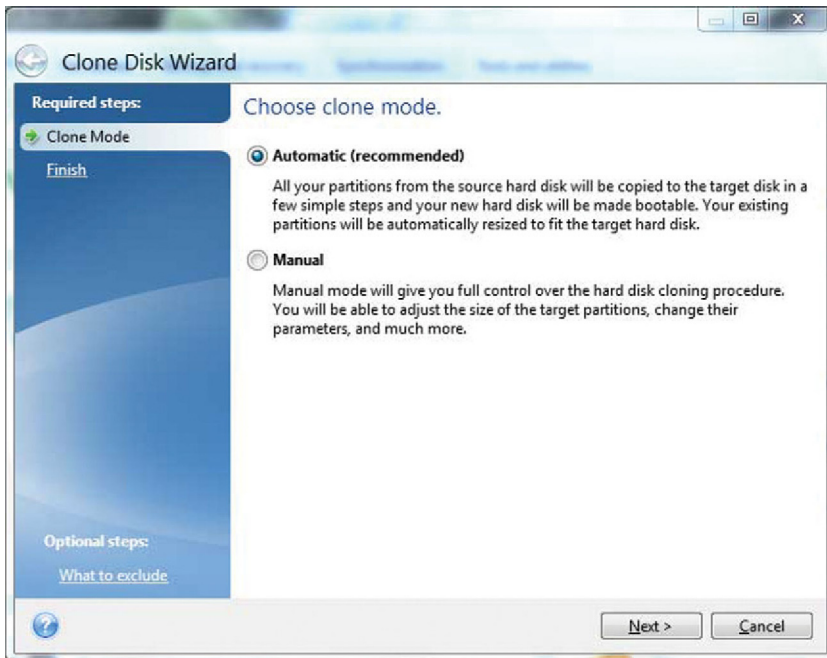 Clone Disk Wizard
Required steps:
Clone Mode
Finish
Optional steps:
What to exclude
Choose clone mode.
Automatic (recommended)
All your partitions from the source hard disk will be copied to the target disk in a
few simple steps and your new hard disk will be made bootable. Your existing
partitions will be automatically resized to fit the target hard disk.
Manual
Manual mode will give you full control over the hard disk cloning procedure.
You will be able to adjust the size of the target partitions, change their
parameters, and much more.
Next >
Cancel